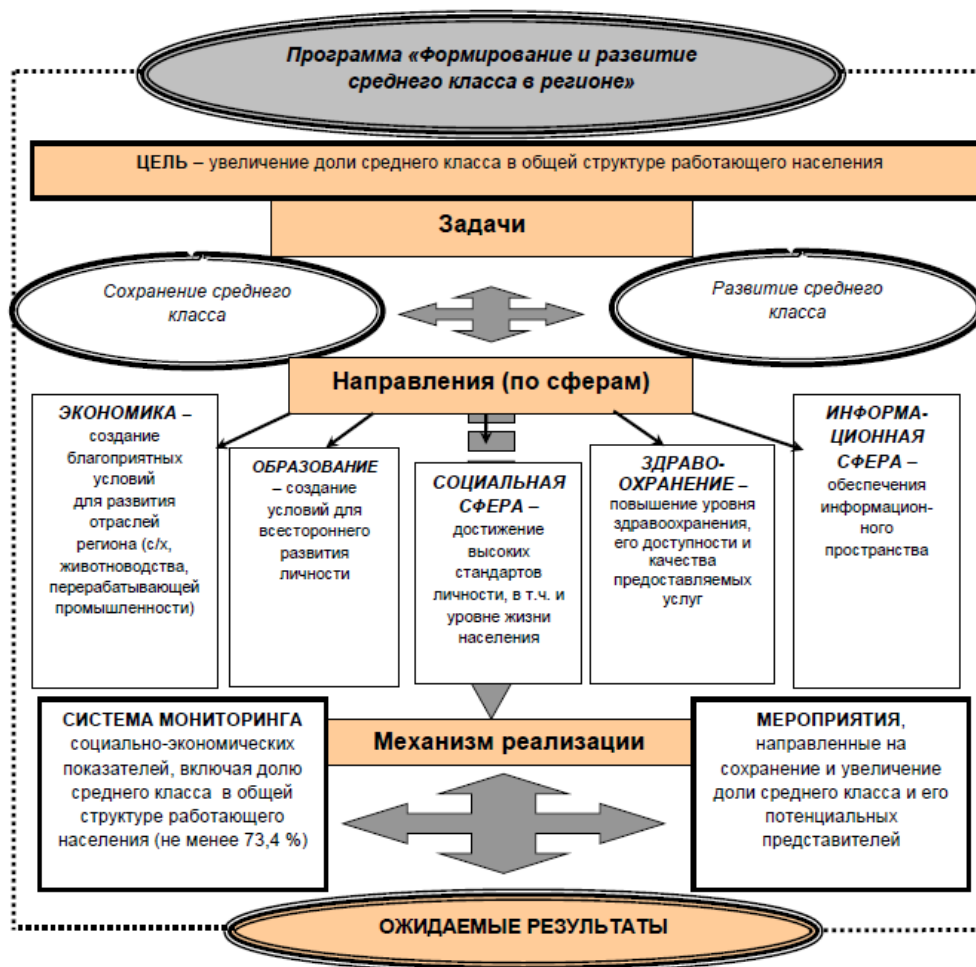 Программа «Формирование и развитие
среднего класса в регионе»
ЦЕЛЬ – увеличение доли среднего класса в общей структуре работающего населения
Задачи
Сохранение среднего
класса
Развитие среднего
класса
Направления (по сферам)
ЭКОНОМИКА –
создание
благоприятных
условий
для развития
отраслей
региона (с/х,
животноводства,
перерабатывающей
промышленности)
ОБРАЗОВАНИЕ
– создание
условий для
всестороннего
развития
личности
СОЦИАЛЬНАЯ
СФЕРА –
достижение
высоких
стандартов
личности, в т.ч. и
уровне жизни
населения
ЗДРАВО-
ОХРАНЕНИЕ –
повышение уровня
здравоохранения,
его доступности и
качества
предоставляемых
услуг
ИНФОРМА-
ЦИОННАЯ
СФЕРА –
обеспечения
информацион-
ного
пространства
СИСТЕМА МОНИТОРИНГА
социально-экономических
показателей, включая долю
среднего класса в общей
структуре работающего
населения (не менее 73,4 %)
Механизм реализации
МЕРОПРИЯТИЯ,
направленные на
сохранение и увеличение
доли среднего класса и его
потенциальных
представителей
ОЖИДАЕМЫЕ РЕЗУЛЬТАТЫ